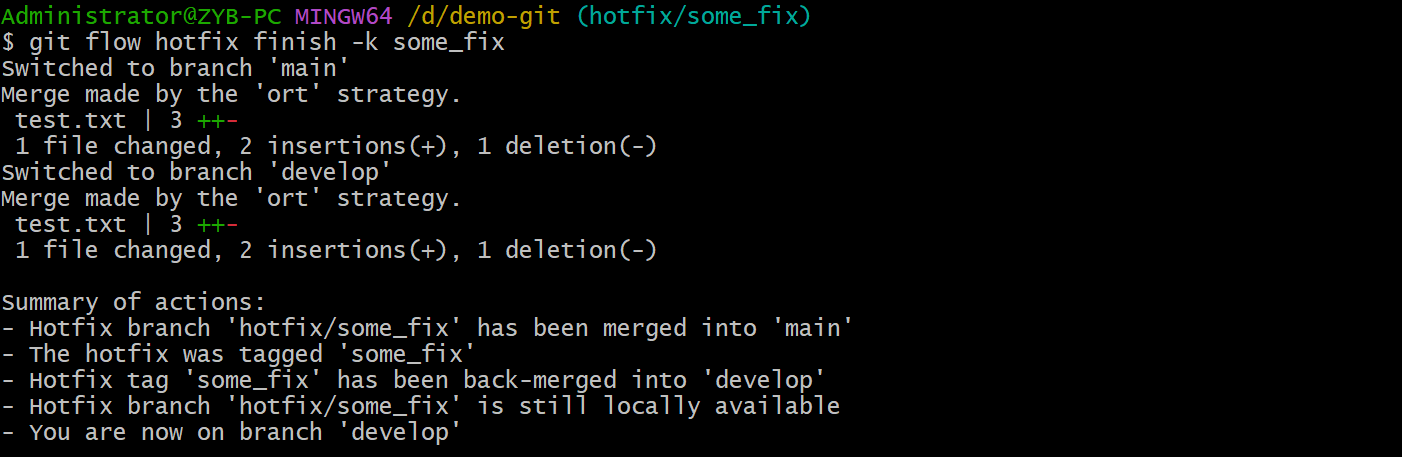 Administrator@ZYB-PC MINGW64 /d/demo-git (hotfix/some_fix)
$ git flow hotfix finish -k some_fix
Switched to branch 'main'
Merge made by the 'ort' strategy.
 test.txt | 3 ++-
 1 file changed, 2 insertions(+), 1 deletion(-)
Switched to branch 'develop'
Merge made by the 'ort' strategy.
 test.txt | 3 ++-
 1 file changed, 2 insertions(+), 1 deletion(-)

Summary of actions:
- Hotfix branch 'hotfix/some_fix' has been merged into 'main'
- The hotfix was tagged 'some_fix'
- Hotfix tag 'some_fix' has been back-merged into 'develop'
- Hotfix branch 'hotfix/some_fix' is still locally available
- You are now on branch 'develop'